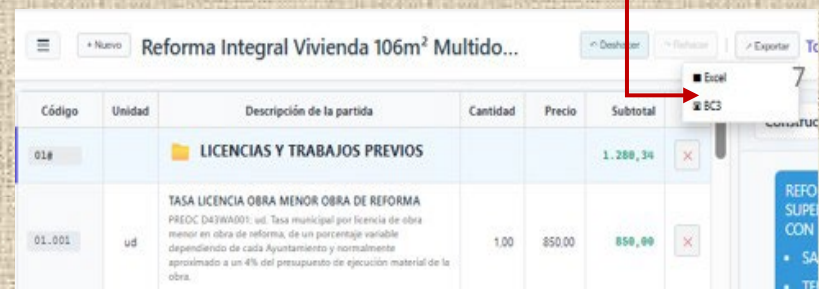 + Nuevo Reforma Integral Vivienda 106m² Multido... Deshacer Rehacer Exportar To
Excel
BC3
7
Código Unidad Descripción de la partida Cantidad Precio Subtotal
Construc
01# LICENCIAS Y TRABAJOS PREVIOS 1.280,34
TASA LICENCIA OBRA MENOR OBRA DE REFORMA
PREOC D43WA001: ud. Tasa municipal por licencia de obra
menor en obra de reforma, de un porcentaje variable
dependiendo de cada Ayuntamiento y normalmente
aproximado a un 4% del presupuesto de ejecución material de la
obra.
01.001 ud 1,00 850,00 850,00
REFO
SUPE
CON
• SA
• TE